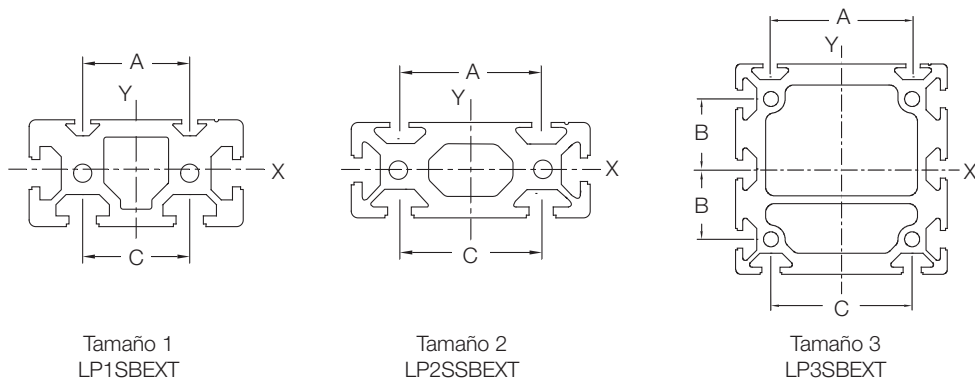 A
Y
X
C
Tamaño 1
LP1SBEXT
A
Y
X
C
Tamaño 2
LP2SSBEXT
A
Y
B
X
B
C
Tamaño 3
LP3SBEXT